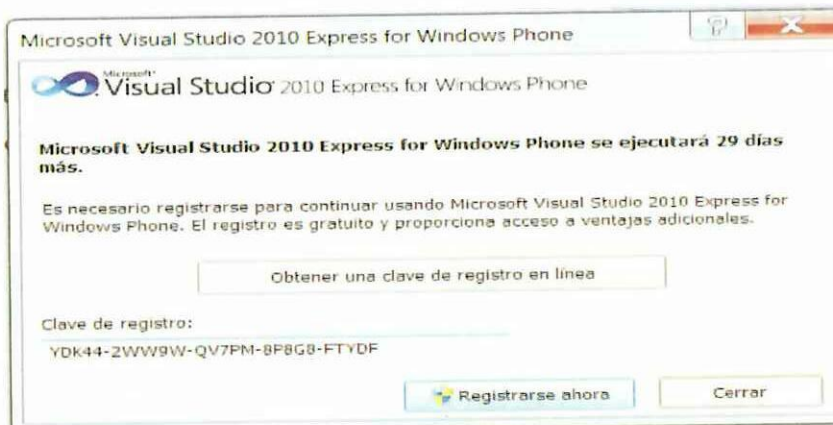 Microsoft Visual Studio 2010 Express for Windows Phone
Microsoft
Visual Studio 2010 Express for Windows Phone
Microsoft Visual Studio 2010 Express for Windows Phone se ejecutará 29 días
más.
Es necesario registrarse para continuar usando Microsoft Visual Studio 2010 Express for
Windows Phone. El registro es gratuito y proporciona acceso a ventajas adicionales.
Obtener una clave de registro en línea
Clave de registro:
YDK44-2WW9W-QV7PM-8P8G8-FTYDF
Registrarse ahora
Cerrar